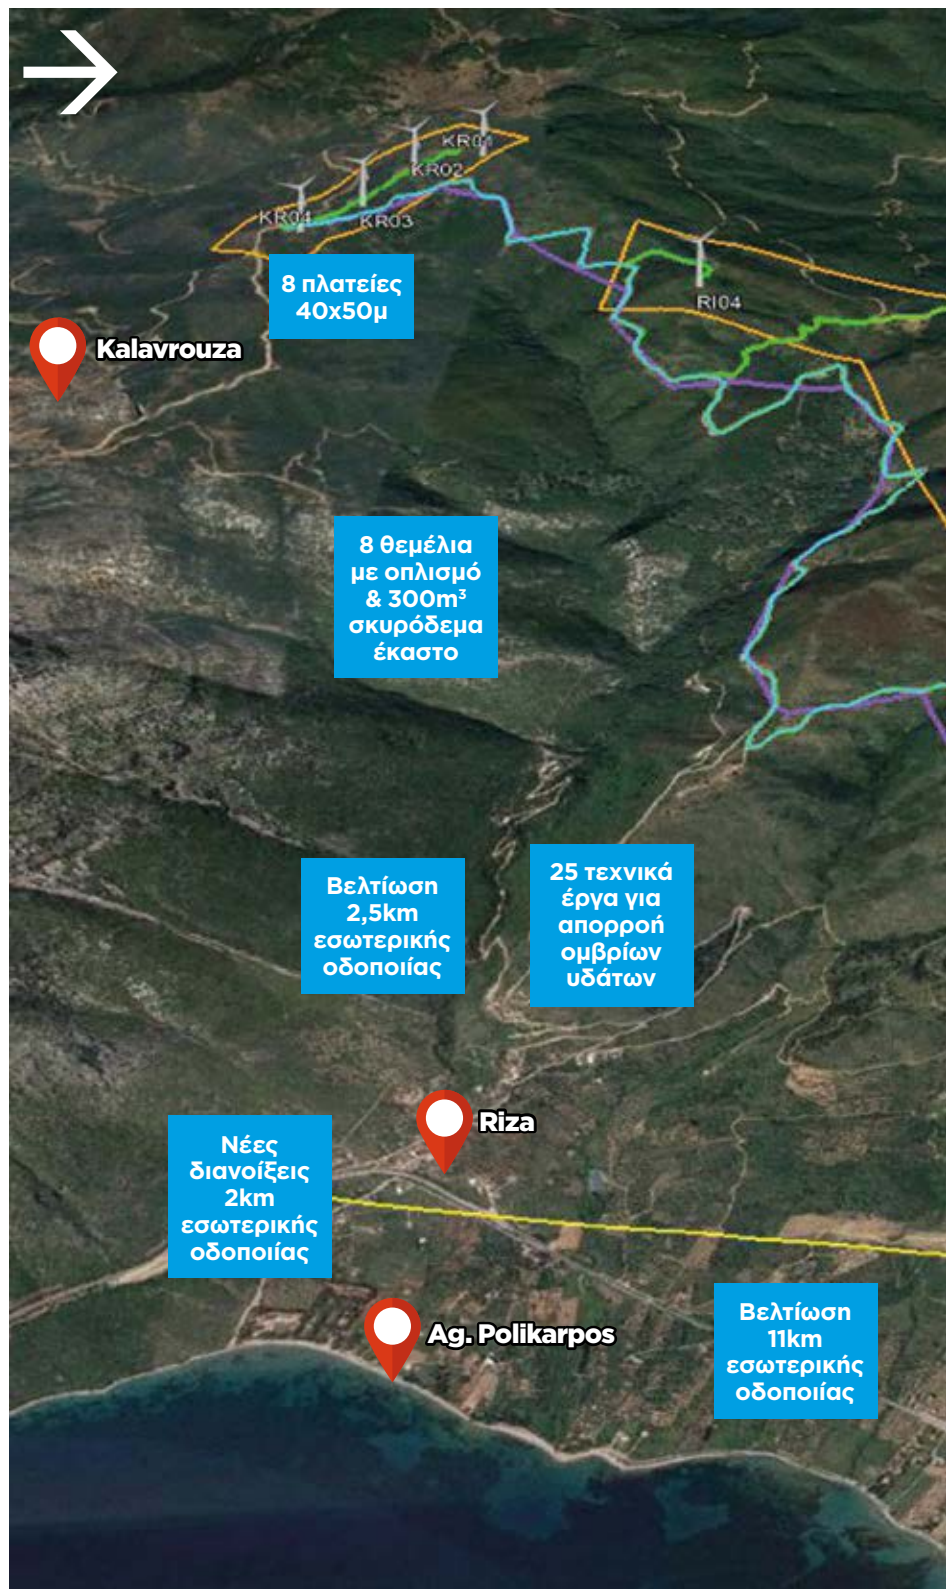 KR01
KR02
KR04
KR03
8 πλατείες
40x50μ
RI04
Kalavrouza
8 θεμέλια
με οπλισμό
& 300m³
σκυρόδεμα
έκαστο
Βελτίωση
2,5km
εσωτερικής
οδοποιίας
25 τεχνικά
έργα για
απορροή
ομβρίων
υδάτων
Riza
Νέες
διανοίξεις
2km
εσωτερικής
οδοποιίας
Ag. Polikarpos
Βελτίωση
11km
εσωτερικής
οδοποιίας